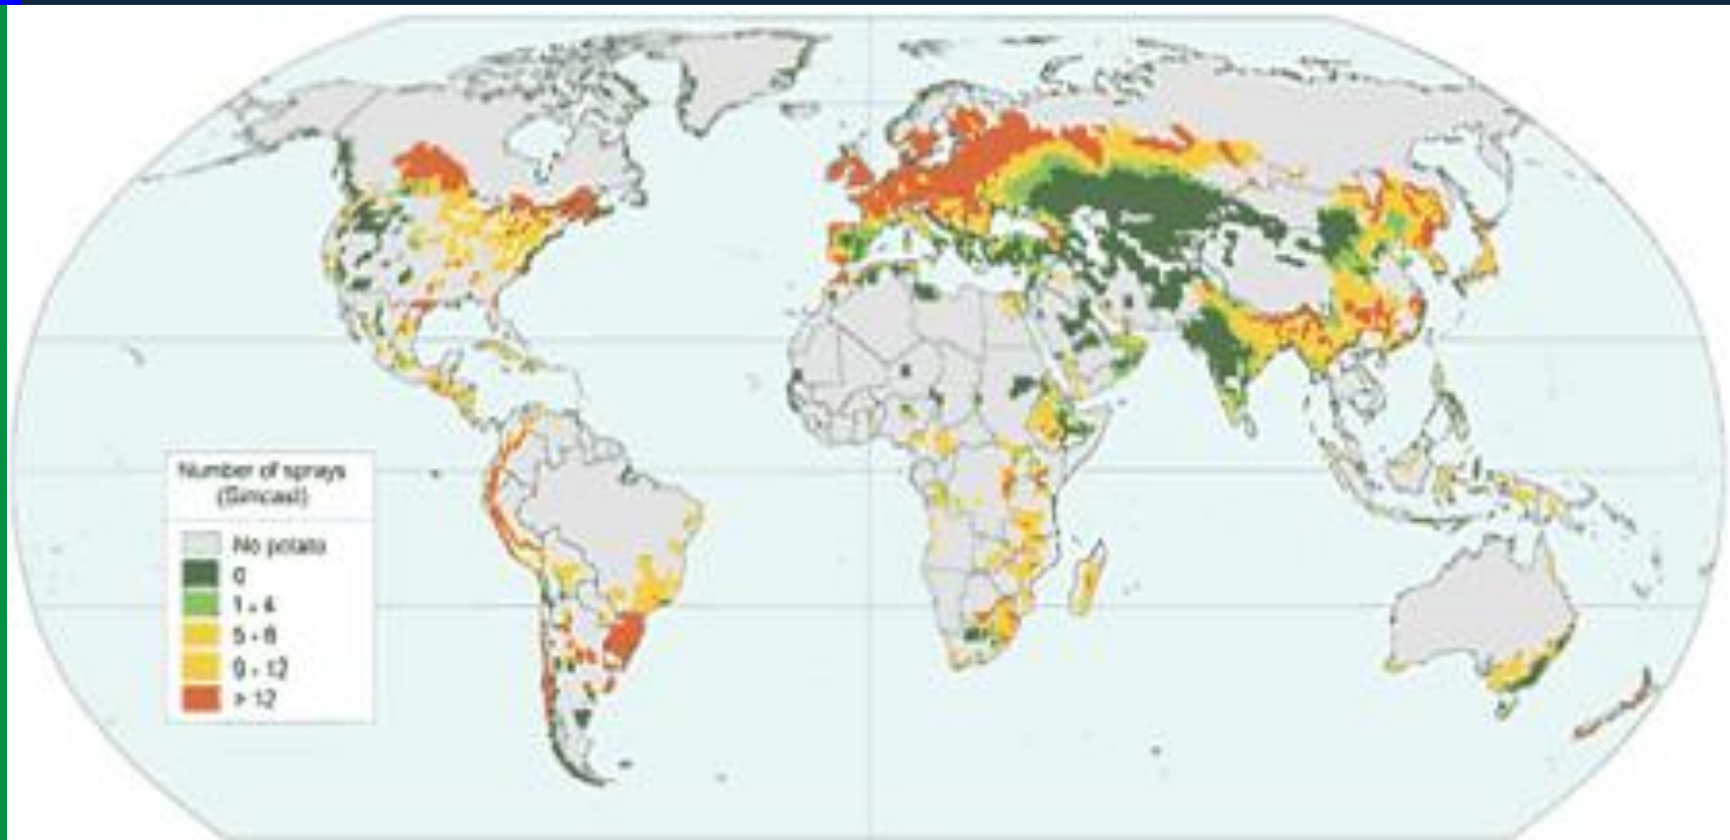 Number of sprays
(Simcast)
No potato
0
1 - 4
5 - 8
9 - 12
> 12